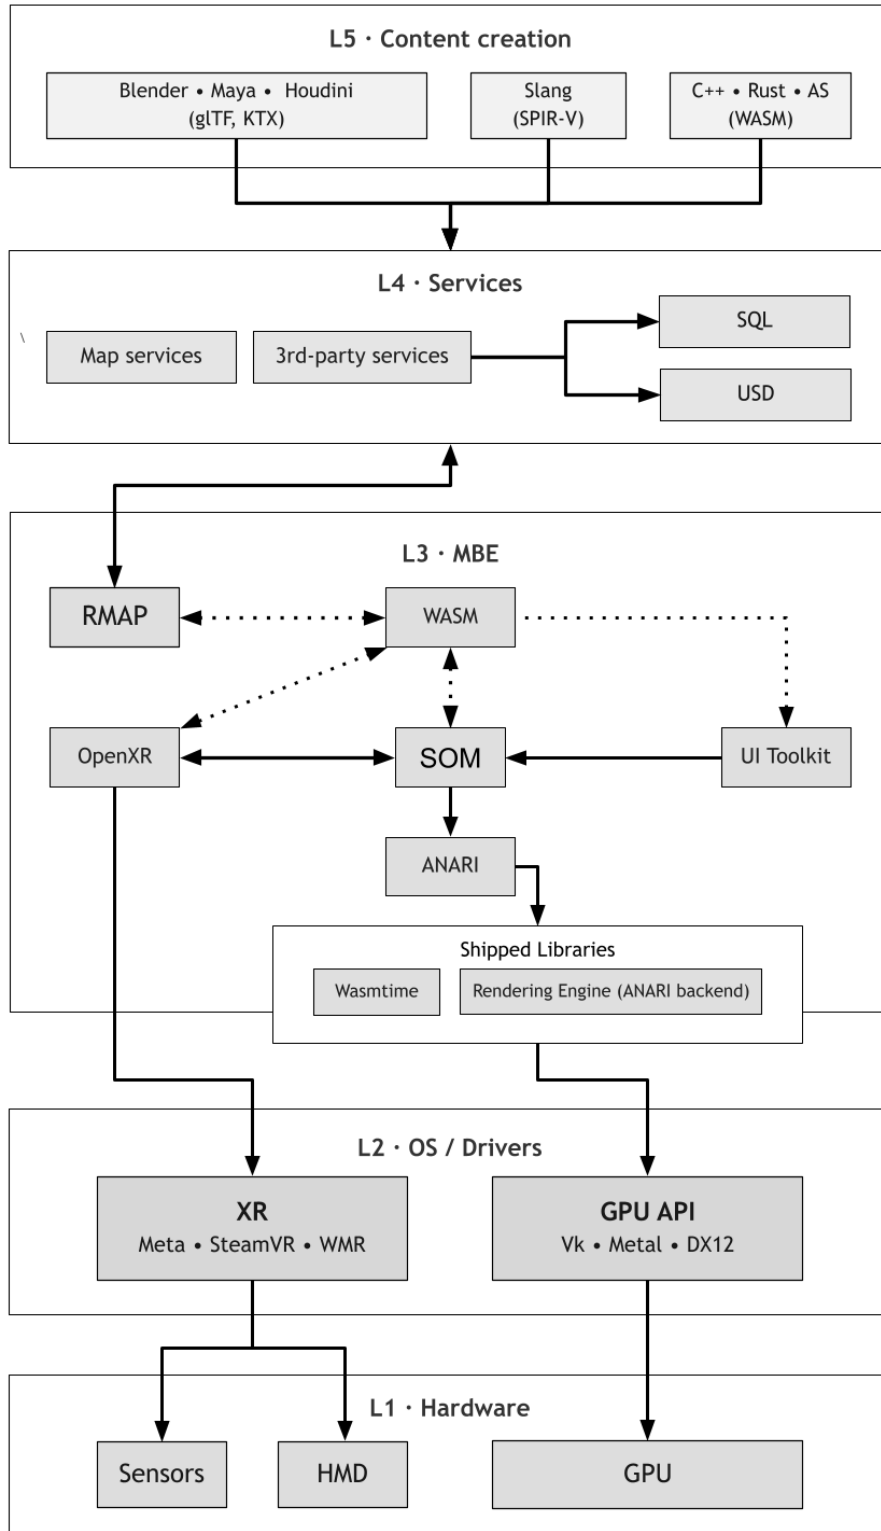 L5 · Content creation
Blender • Maya • Houdini
(glTF, KTX)
Slang
(SPIR-V)
C++ • Rust • AS
(WASM)
L4 · Services
\
Map services
3rd-party services
SQL
USD
L3 · MBE
RMAP
WASM
OpenXR
SOM
UI Toolkit
ANARI
Shipped Libraries
Wasmtime
Rendering Engine (ANARI backend)
L2 · OS / Drivers
XR
Meta • SteamVR • WMR
GPU API
Vk • Metal • DX12
L1 · Hardware
Sensors
HMD
GPU